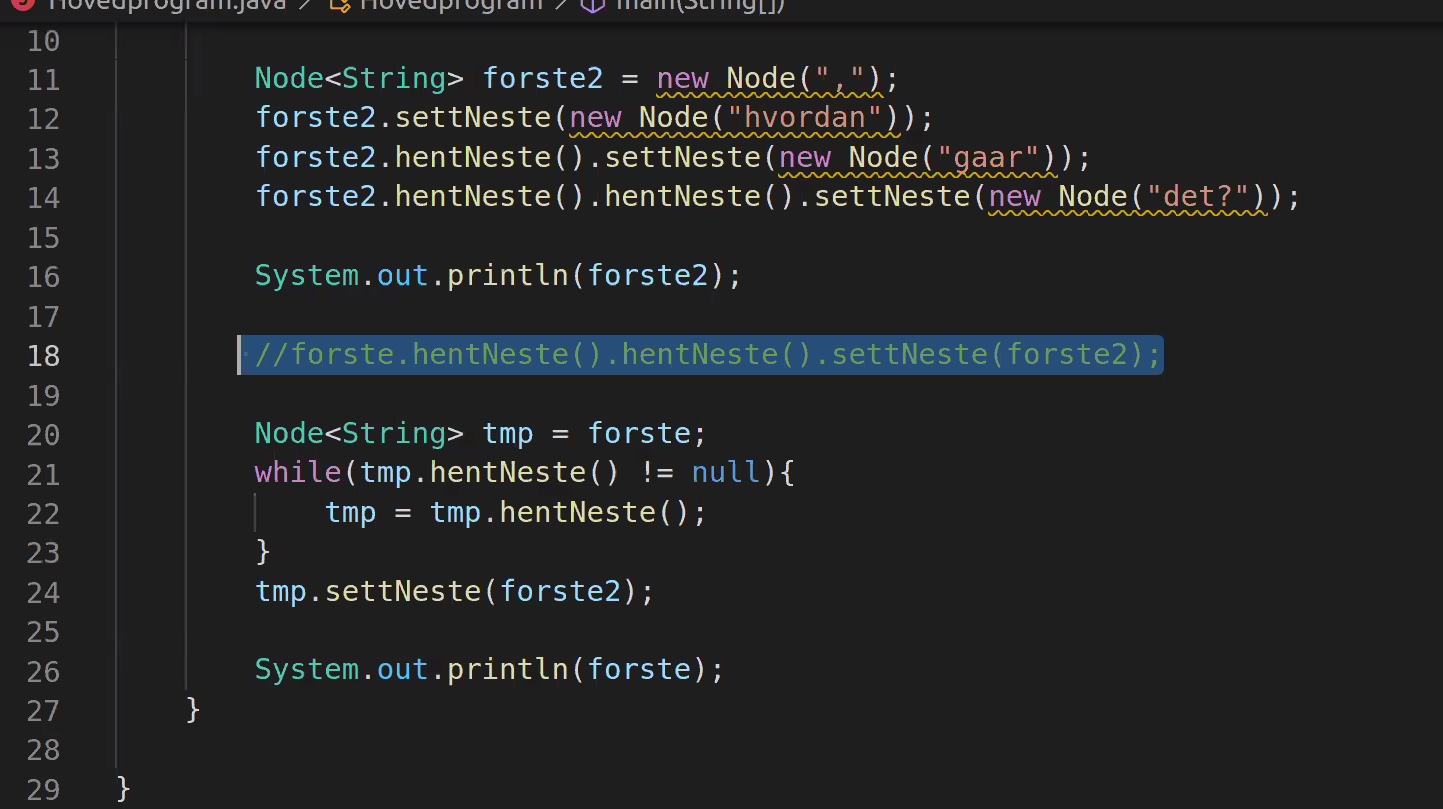 Hovedprogram.java > Hovedprogram > main(String[])
10
11 Node<String> forste2 = new Node(",");
12 forste2.settNeste(new Node("hvordan"));
13 forste2.hentNeste().settNeste(new Node("gaar"));
14 forste2.hentNeste().hentNeste().settNeste(new Node("det?"));
15
16 System.out.println(forste2);
17
18 //forste.hentNeste().hentNeste().settNeste(forste2);
19
20 Node<String> tmp = forste;
21 while(tmp.hentNeste() != null){
22 tmp = tmp.hentNeste();
23 }
24 tmp.settNeste(forste2);
25
26 System.out.println(forste);
27 }
28
29 }